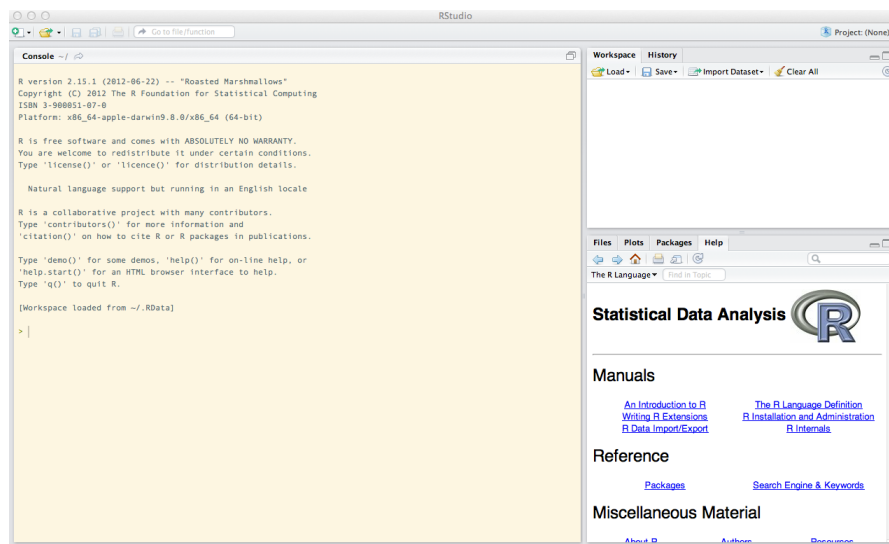 RStudio
Go to file/function
Project: (None)
Console ~/
R version 2.15.1 (2012-06-22) -- "Roasted Marshmallows"
Copyright (C) 2012 The R Foundation for Statistical Computing
ISBN 3-900051-07-0
Platform: x86_64-apple-darwin9.8.0/x86_64 (64-bit)
R is free software and comes with ABSOLUTELY NO WARRANTY.
You are welcome to redistribute it under certain conditions.
Type 'license()' or 'licence()' for distribution details.
Natural language support but running in an English locale
R is a collaborative project with many contributors.
Type 'contributors()' for more information and
'citation()' on how to cite R or R packages in publications.
Type 'demo()' for some demos, 'help()' for on-line help, or
'help.start()' for an HTML browser interface to help.
Type 'q()' to quit R.
[Workspace loaded from ~/.RData]
>
Workspace History
Load Save Import Dataset Clear All
Files Plots Packages Help
The R Language Find in Topic
Statistical Data Analysis R
Manuals
An Introduction to R The R Language Definition
Writing R Extensions R Installation and Administration
R Data Import/Export R Internals
Reference
Packages Search Engine & Keywords
Miscellaneous Material
About R Authors Resources